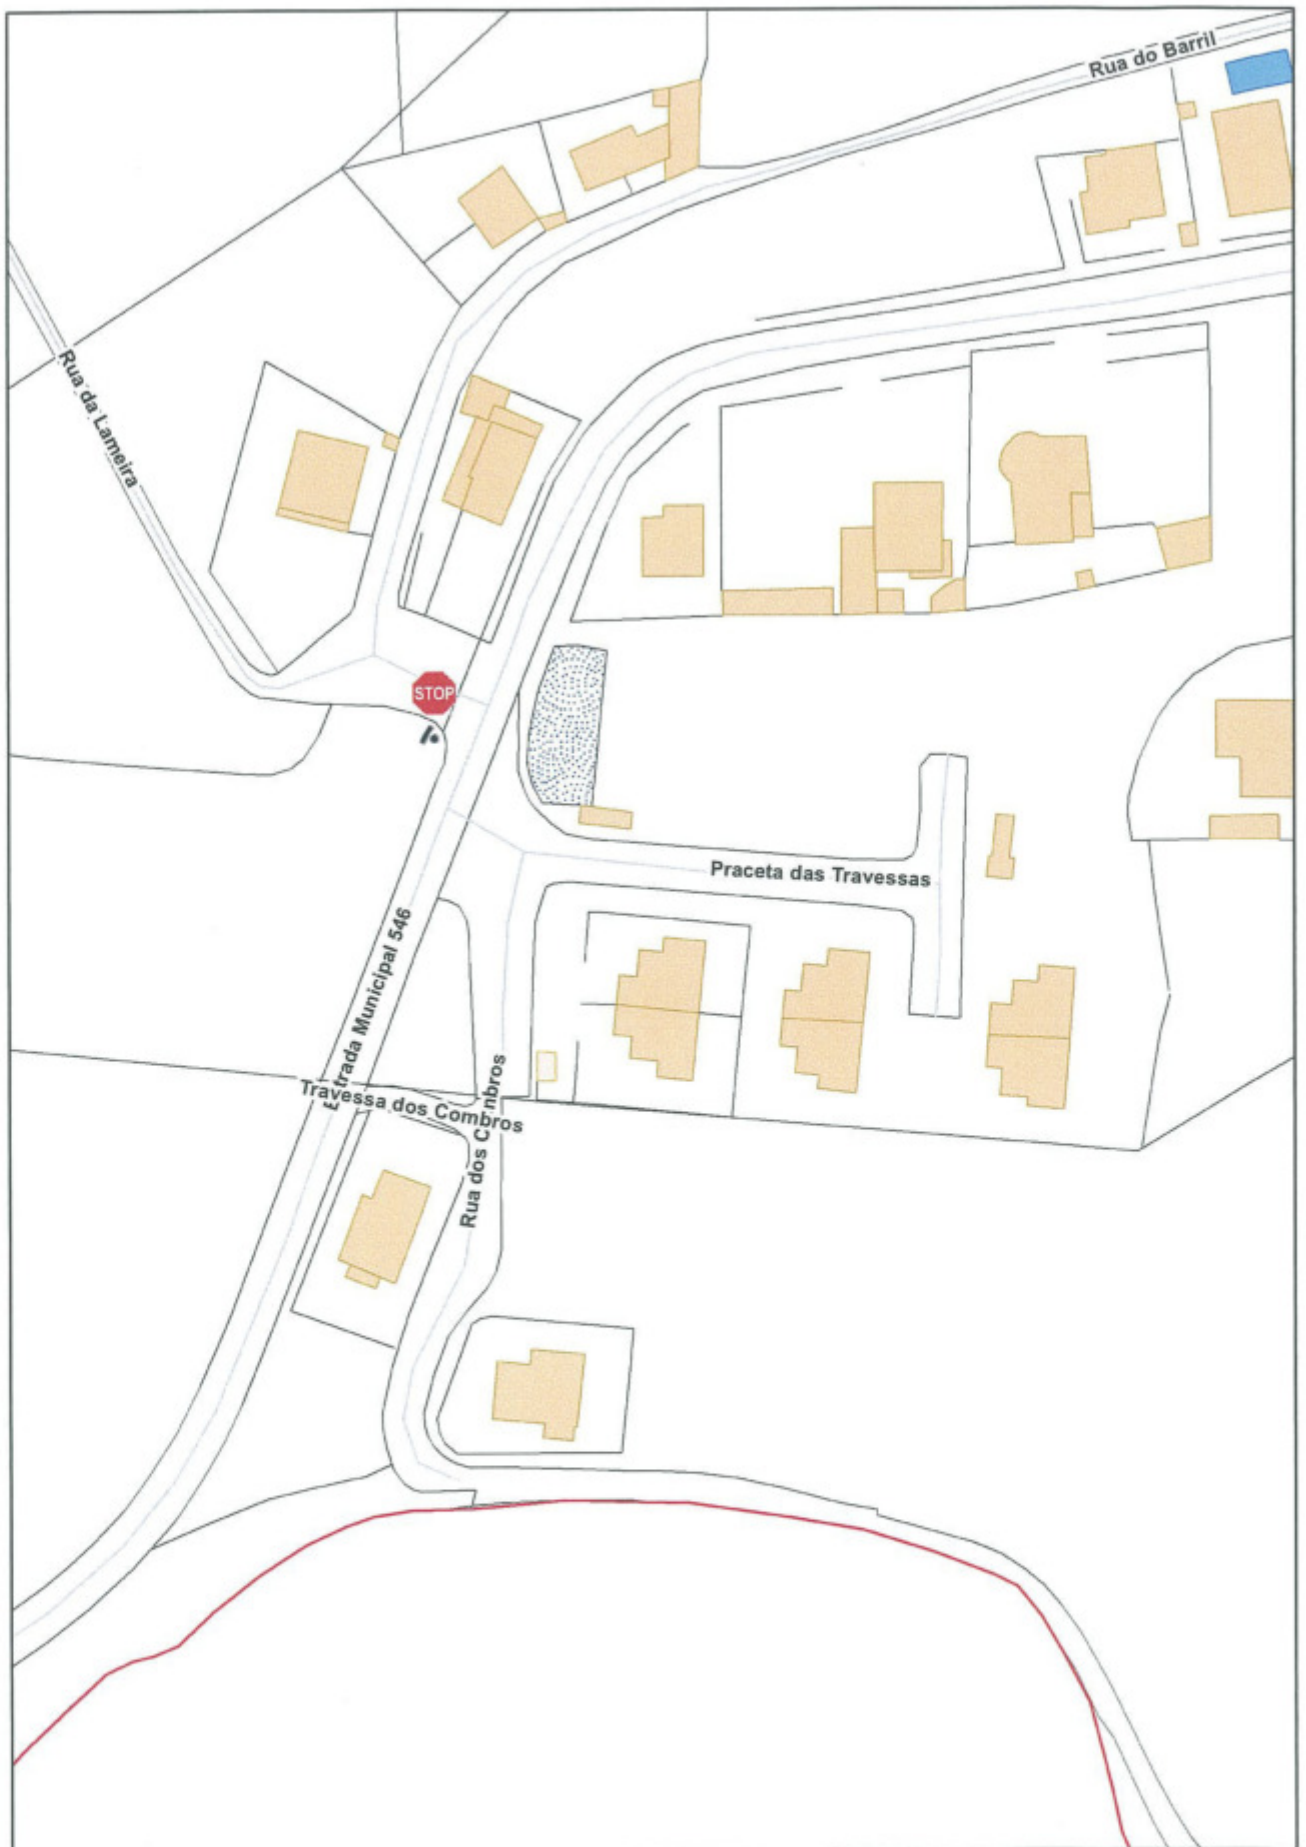 Rua do Barril
Rua da Lameira
STOP
Praceta das Travessas
Estrada Municipal 546
Travessa dos Combros
Rua dos Combros